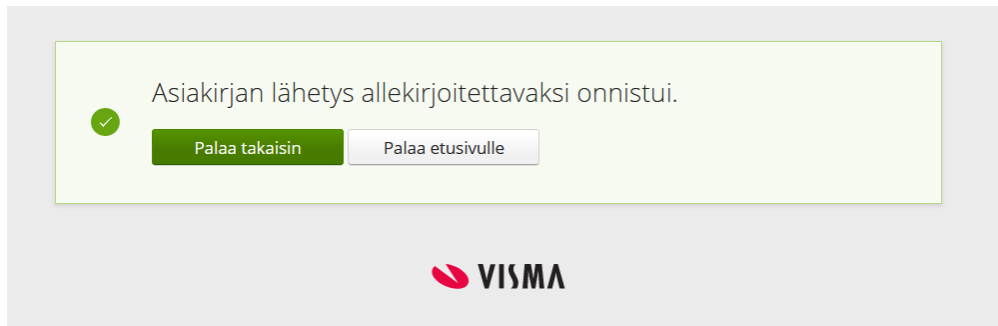 Asiakirjan lähetys allekirjoitettavaksi onnistui.
Palaa takaisin Palaa etusivulle
VISMA